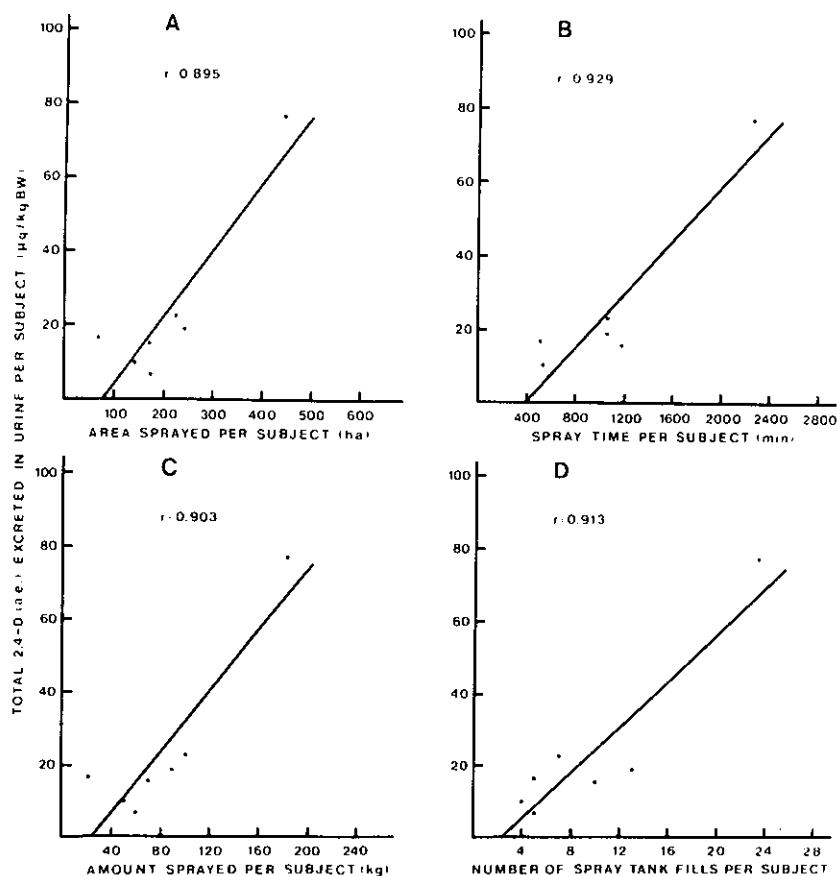 TOTAL 2,4-D (a.e.) EXCRETED IN URINE PER SUBJECT (µg/kgBW)
A
r 0.895
100
80
60
40
20
100 200 300 400 500 600
AREA SPRAYED PER SUBJECT (ha)
B
r 0.929
100
80
60
40
20
400 800 1200 1600 2000 2400 2800
SPRAY TIME PER SUBJECT (min)
C
r=0.903
100
80
60
40
20
40 80 120 160 200 240
AMOUNT SPRAYED PER SUBJECT (kg)
D
r=0.913
100
80
60
40
20
4 8 12 16 20 24 28
NUMBER OF SPRAY TANK FILLS PER SUBJECT